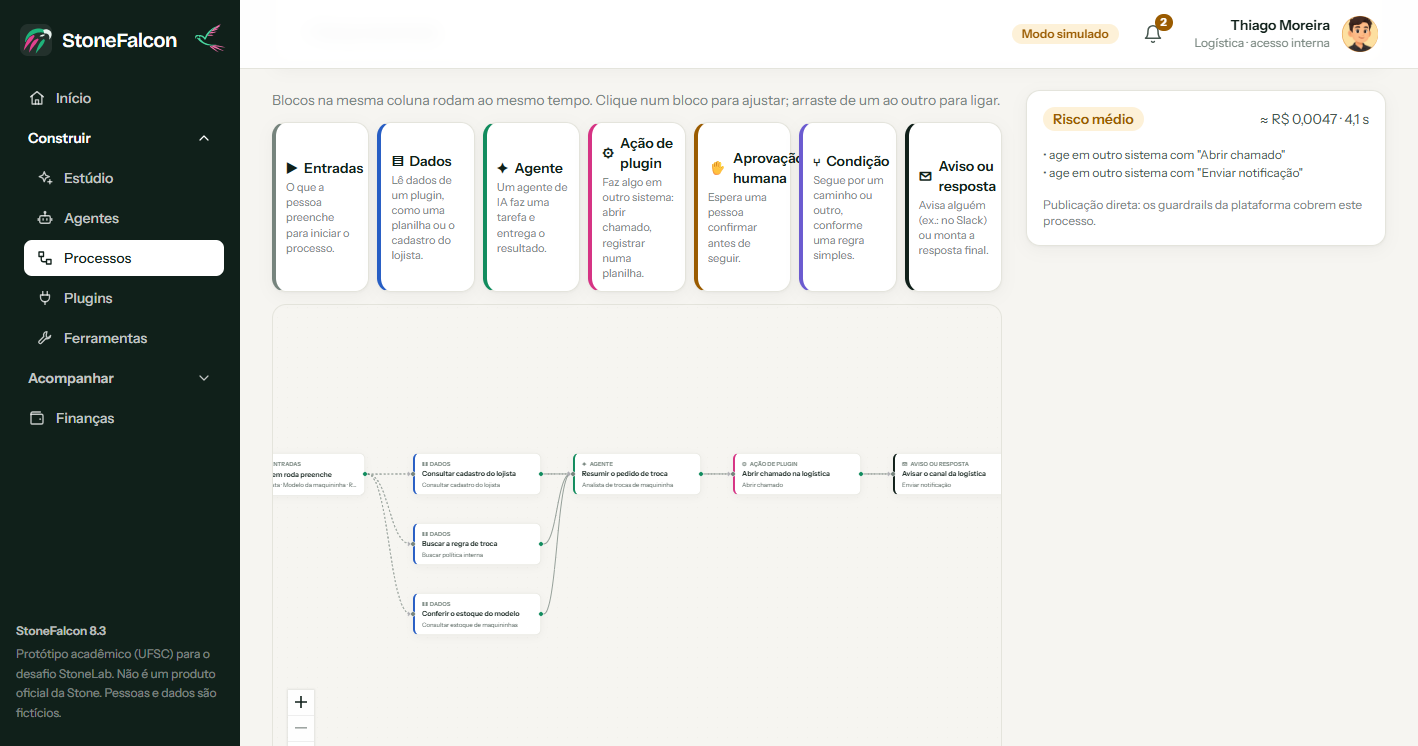 StoneFalcon
Início
Construir
Estúdio
Agentes
Processos
Plugins
Ferramentas
Acompanhar
Finanças
StoneFalcon 8.3
Protótipo acadêmico (UFSC) para o
desafio StoneLab. Não é um produto
oficial da Stone. Pessoas e dados são
fictícios.
Modo simulado
2
Thiago Moreira
Logística · acesso interna
Blocos na mesma coluna rodam ao mesmo tempo. Clique num bloco para ajustar; arraste de um ao outro para ligar.
Entradas
O que a
pessoa
preenche
para iniciar o
processo.
Dados
Lê dados de
um plugin,
como uma
planilha ou o
cadastro do
lojista.
Agente
Um agente de
IA faz uma
tarefa e
entrega o
resultado.
Ação de
plugin
Faz algo em
outro sistema:
abrir
chamado,
registrar
numa
planilha.
Aprovação
humana
Espera uma
pessoa
confirmar
antes de
seguir.
Condição
Segue por um
caminho ou
outro,
conforme
uma regra
simples.
Aviso ou
resposta
Avisa alguém
(ex.: no Slack)
ou monta a
resposta final.
Risco médio
≈ R$ 0,0047 · 4,1 s
• age em outro sistema com "Abrir chamado"
• age em outro sistema com "Enviar notificação"
Publicação direta: os guardrails da plataforma cobrem este
processo.
NTRADAS
em roda preenche
ta · Modelo da maquininha · R...
DADOS
Consultar cadastro do lojista
Consultar cadastro do lojista
DADOS
Buscar a regra de troca
Buscar política interna
DADOS
Conferir o estoque do modelo
Consultar estoque de maquininhas
AGENTE
Resumir o pedido de troca
Analista de trocas de maquininha
AÇÃO DE PLUGIN
Abrir chamado na logística
Abrir chamado
AVISO OU RESPOSTA
Avisar o canal da logística
Enviar notificação